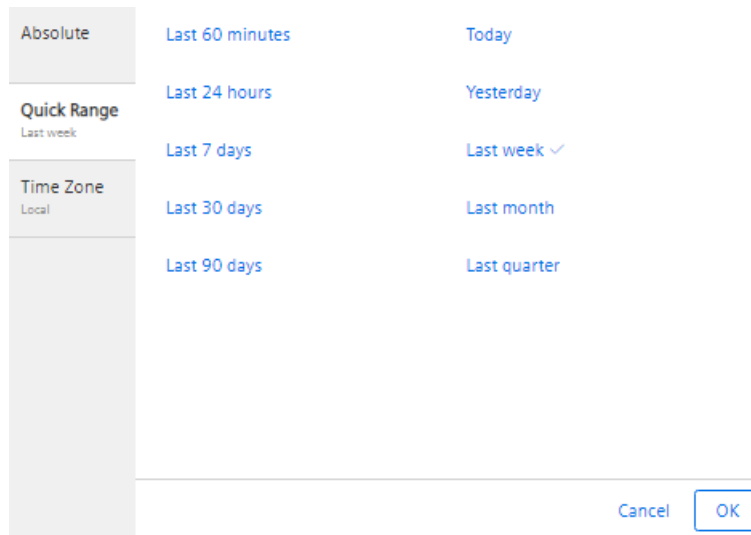 Absolute
Quick Range
Last week
Time Zone
Local
Last 60 minutes
Today
Last 24 hours
Yesterday
Last 7 days
Last week
Last 30 days
Last month
Last 90 days
Last quarter
Cancel
OK